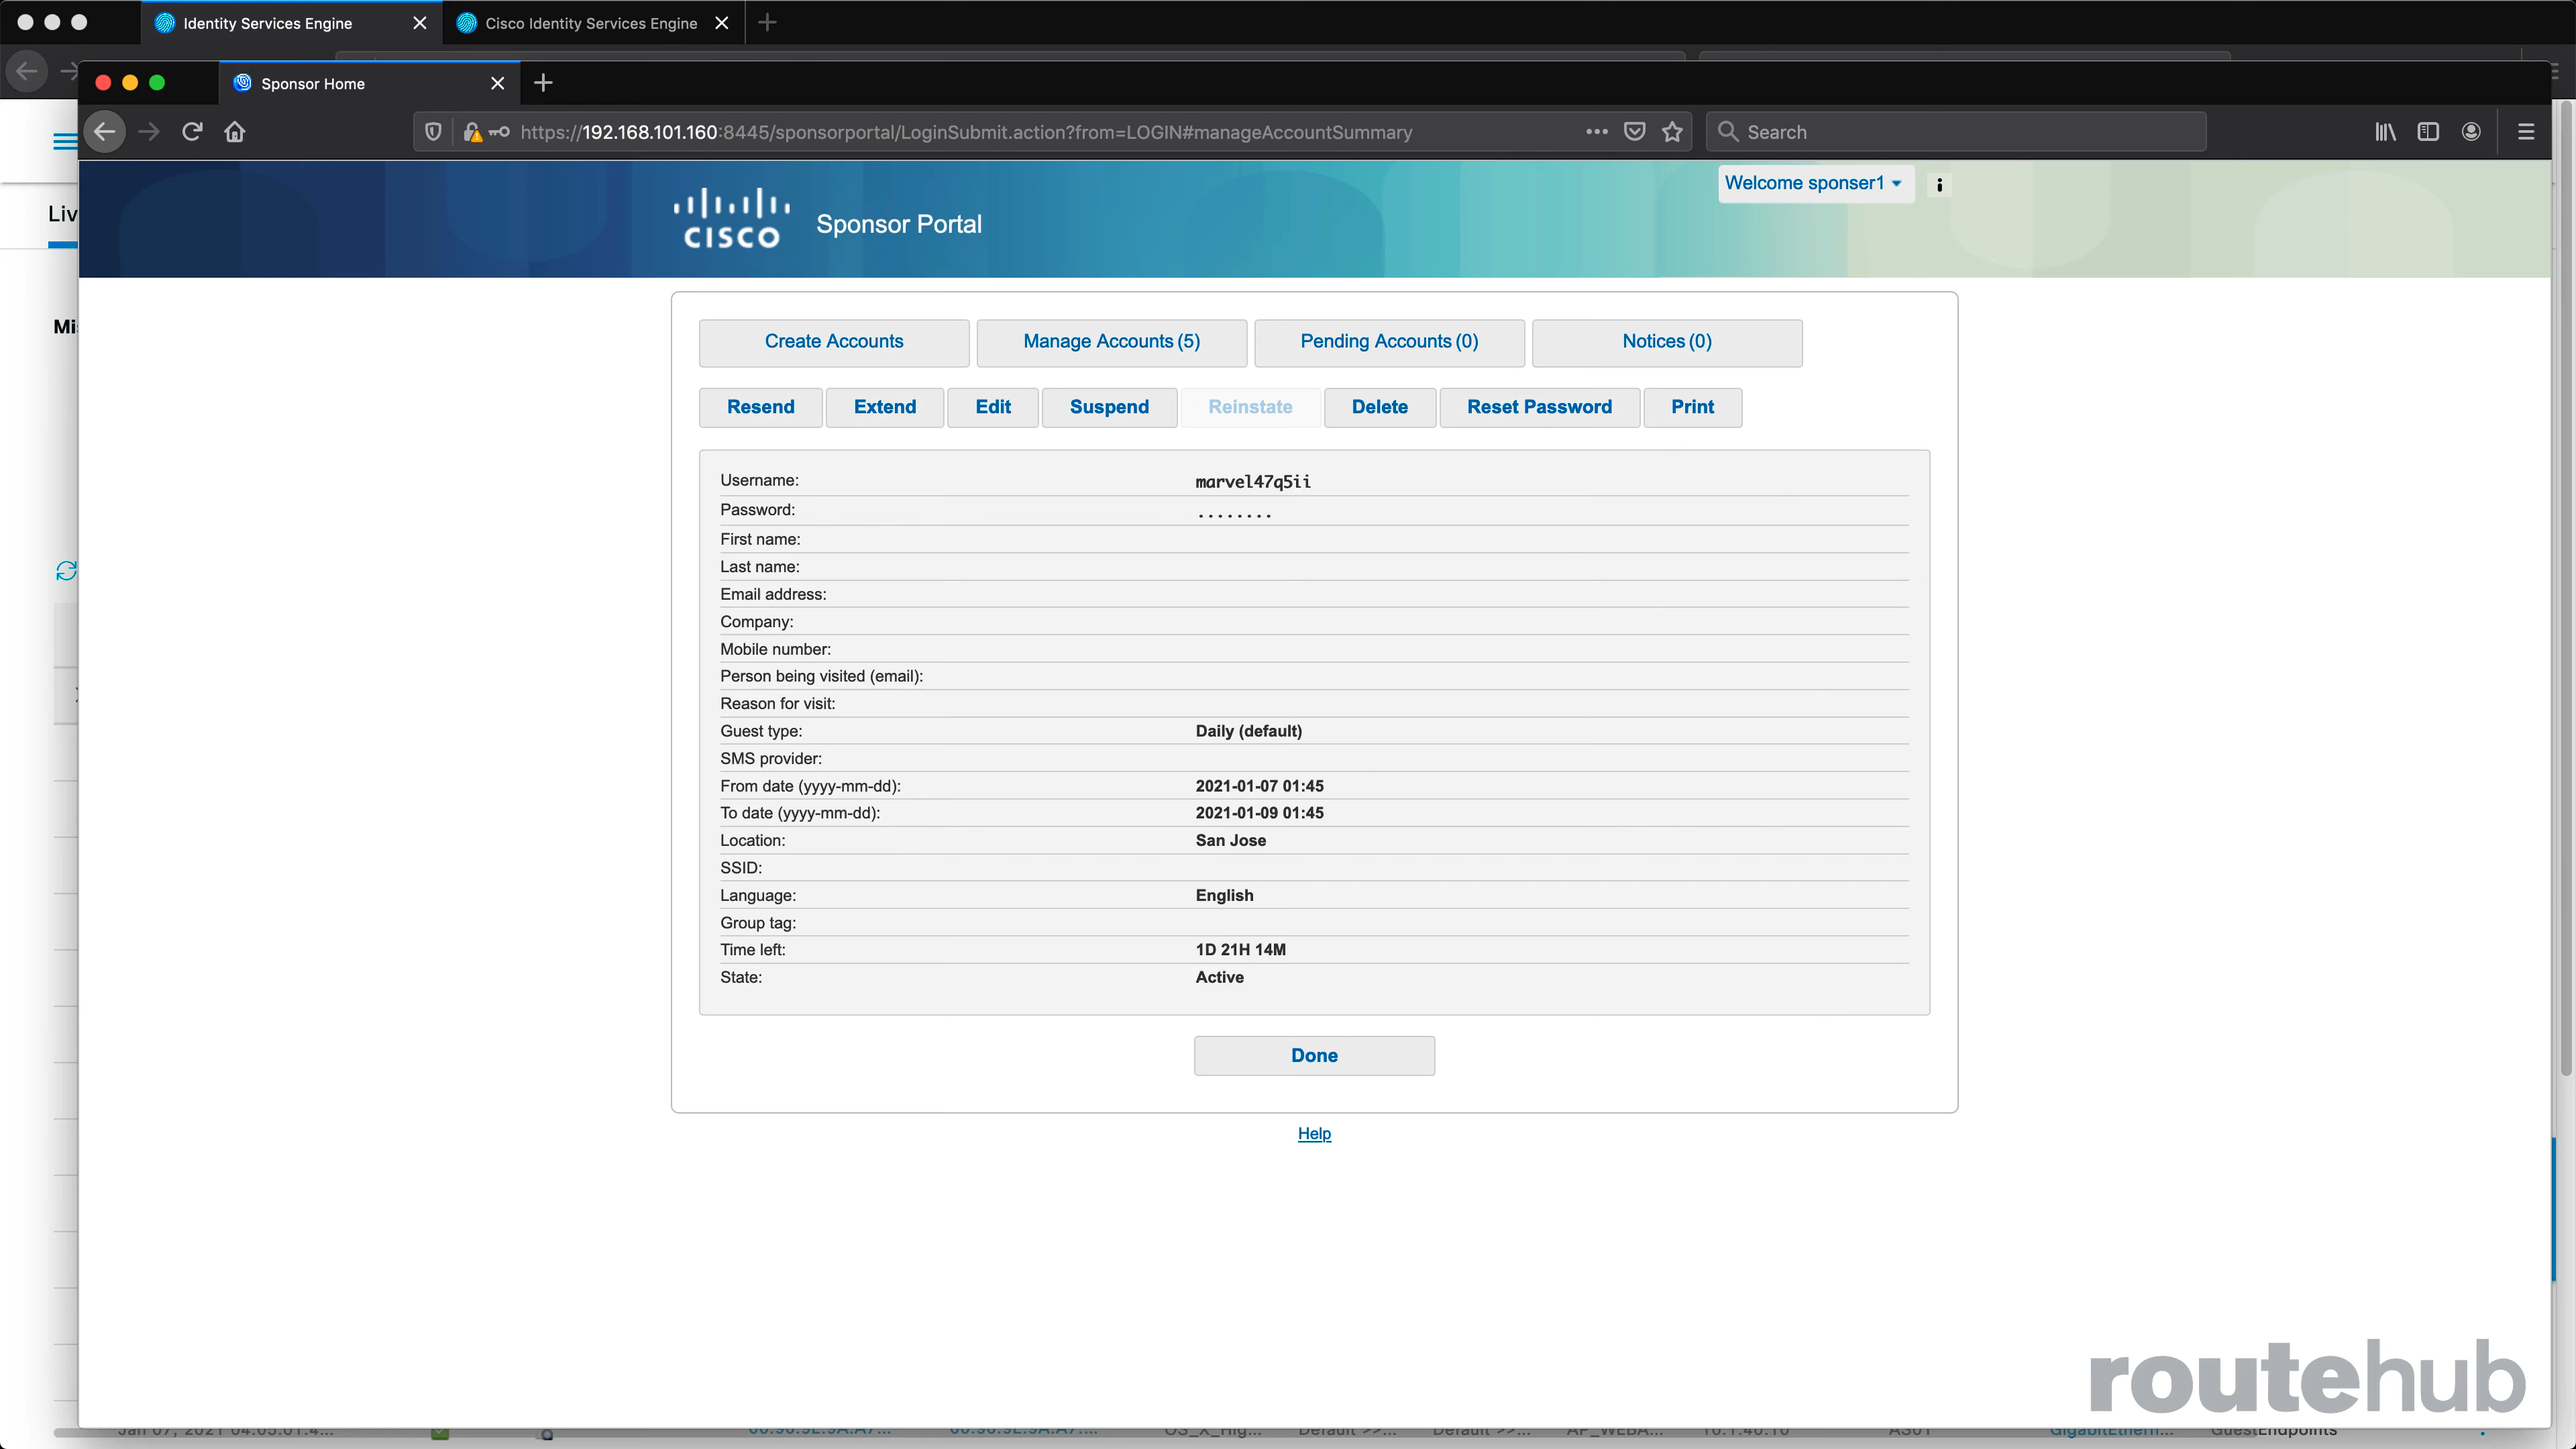 Identity Services Engine
Cisco Identity Services Engine
Sponsor Home
https://192.168.101.160:8445/sponsorportal/LoginSubmit.action?from=LOGIN#manageAccountSummary
Search
Welcome sponser1
i
cisco
Sponsor Portal
Liv
Create Accounts
Manage Accounts (5)
Pending Accounts (0)
Notices (0)
Resend
Extend
Edit
Suspend
Reinstate
Delete
Reset Password
Print
Username: marvel47q5ii
Password: ........
First name:
Last name:
Email address:
Company:
Mobile number:
Person being visited (email):
Reason for visit:
Guest type: Daily (default)
SMS provider:
From date (yyyy-mm-dd): 2021-01-07 01:45
To date (yyyy-mm-dd): 2021-01-09 01:45
Location: San Jose
SSID:
Language: English
Group tag:
Time left: 1D 21H 14M
State: Active
Done
Help
routehub